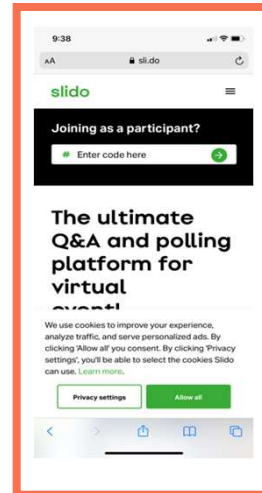 9:38
AA sli.do
slido
Joining as a participant?
# Enter code here
The ultimate
Q&A and polling
platform for
virtual
event!
We use cookies to improve your experience,
analyze traffic, and serve personalized ads. By
clicking 'Allow all' you consent. By clicking 'Privacy
settings', you'll be able to select the cookies Slido
can use. Learn more.
Privacy settings Allow all